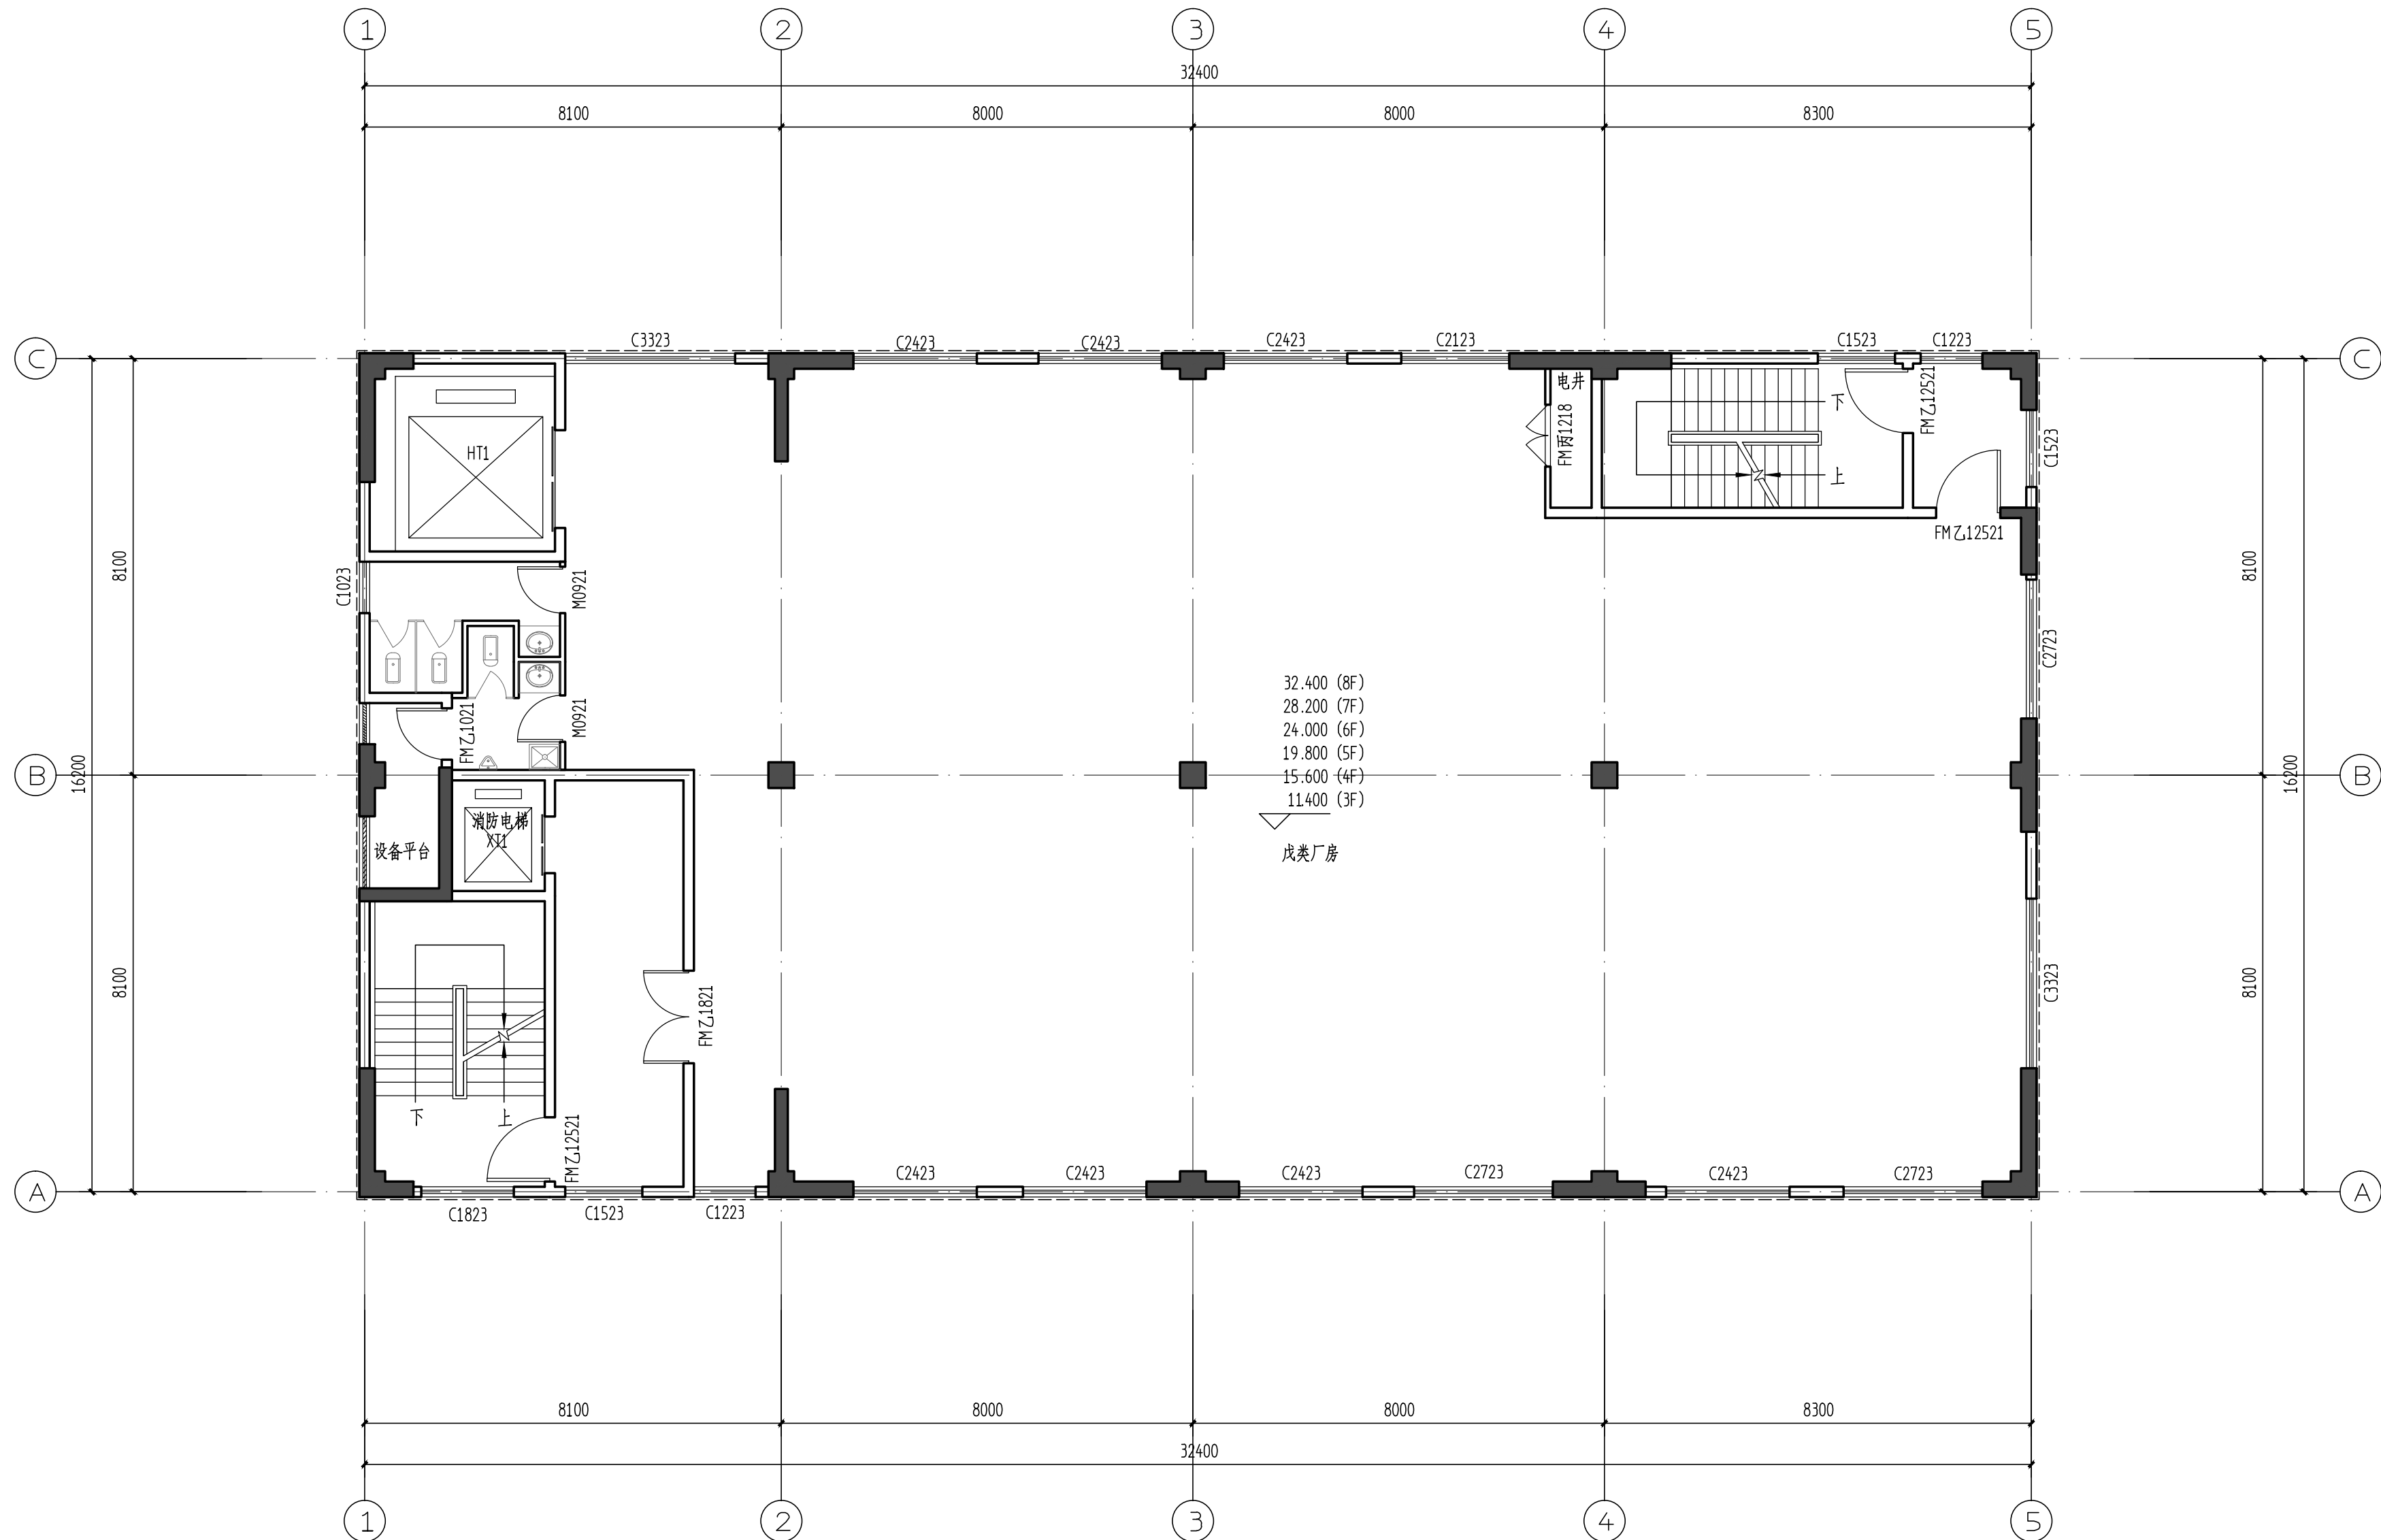 1
2
3
4
5
32400
8100
8000
8000
8300
C
C
C3323
C2423
C2423
C2423
C2123
C1523
C1223
电井
FM丙1218
下
上
FM乙12521
C1523
FM乙12521
HT1
8100
8100
C1023
M0921
C2723
M0921
FM乙1021
32.400 (8F)
28.200 (7F)
24.000 (6F)
19.800 (5F)
15.600 (4F)
11.400 (3F)
戊类厂房
B
16200
16200
B
消防电梯
XT1
设备平台
8100
8100
C3323
FM乙1821
下
上
FM乙12521
A
A
C2423
C2423
C2423
C2723
C2423
C2723
C1823
C1523
C1223
8100
8000
8000
8300
32400
1
2
3
4
5